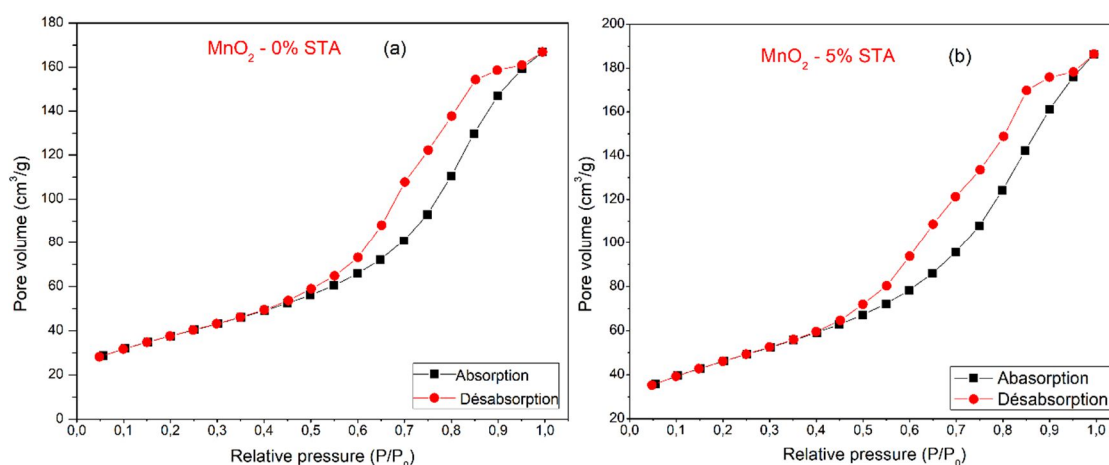 MnO₂ - 0% STA (a)
180
160
140
120
100
80
60
40
20
0
Pore volume (cm³/g)
Absorption
Désabsorption
0,0 0,1 0,2 0,3 0,4 0,5 0,6 0,7 0,8 0,9 1,0
Relative pressure (P/P₀)
MnO₂ - 5% STA (b)
200
180
160
140
120
100
80
60
40
20
Pore volume (cm³/g)
Abasorption
Désabsorption
0,0 0,1 0,2 0,3 0,4 0,5 0,6 0,7 0,8 0,9 1,0
Relative pressure (P/P₀)